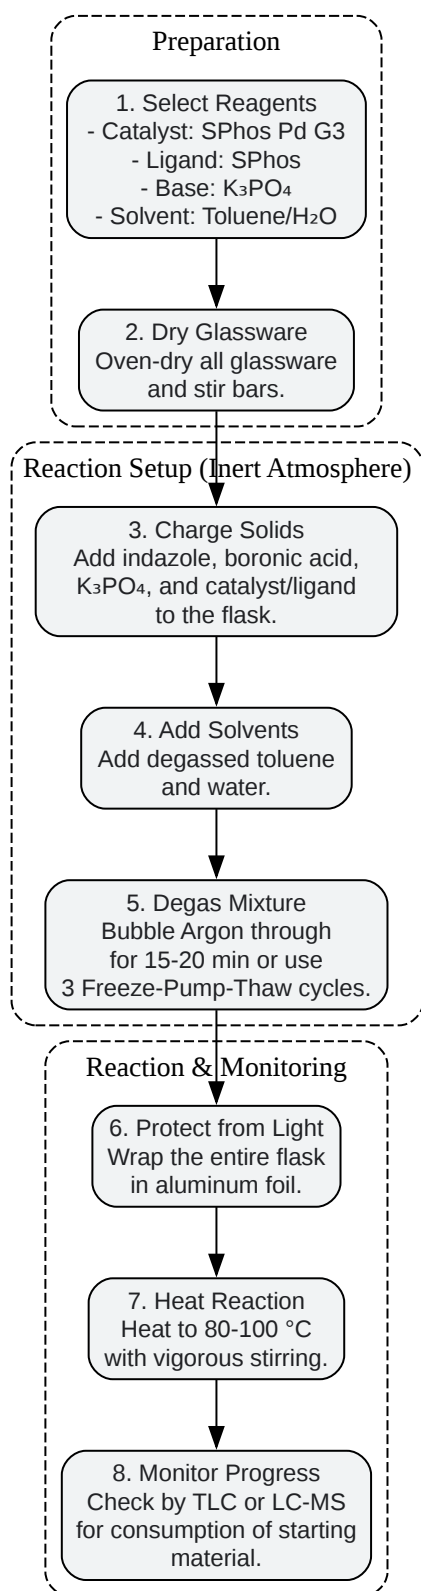 Preparation
1. Select Reagents
- Catalyst: SPhos Pd G3
- Ligand: SPhos
- Base: K₃PO₄
- Solvent: Toluene/H₂O
2. Dry Glassware
Oven-dry all glassware
and stir bars.
Reaction Setup (Inert Atmosphere)
3. Charge Solids
Add indazole, boronic acid,
K₃PO₄, and catalyst/ligand
to the flask.
4. Add Solvents
Add degassed toluene
and water.
5. Degas Mixture
Bubble Argon through
for 15-20 min or use
3 Freeze-Pump-Thaw cycles.
Reaction & Monitoring
6. Protect from Light
Wrap the entire flask
in aluminum foil.
7. Heat Reaction
Heat to 80-100 °C
with vigorous stirring.
8. Monitor Progress
Check by TLC or LC-MS
for consumption of starting
material.